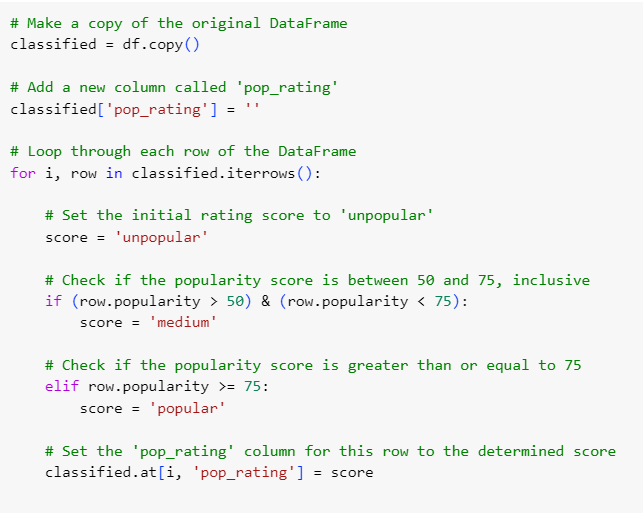 # Make a copy of the original DataFrame
classified = df.copy()
# Add a new column called 'pop_rating'
classified['pop_rating'] = ''
# Loop through each row of the DataFrame
for i, row in classified.iterrows():
# Set the initial rating score to 'unpopular'
score = 'unpopular'
# Check if the popularity score is between 50 and 75, inclusive
if (row.popularity > 50) & (row.popularity < 75):
score = 'medium'
# Check if the popularity score is greater than or equal to 75
elif row.popularity >= 75:
score = 'popular'
# Set the 'pop_rating' column for this row to the determined score
classified.at[i, 'pop_rating'] = score